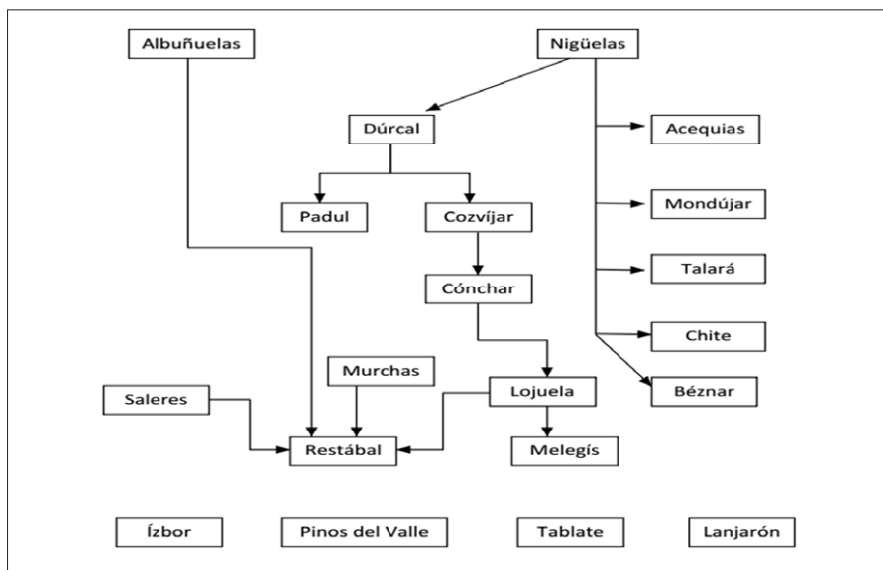 Albuñuelas
Nigüelas
Dúrcal
Acequias
Padul
Cozvíjar
Mondújar
Cónchar
Talará
Murchas
Chite
Saleres
Lojuela
Béznar
Restábal
Melegís
Ízbor
Pinos del Valle
Tablate
Lanjarón